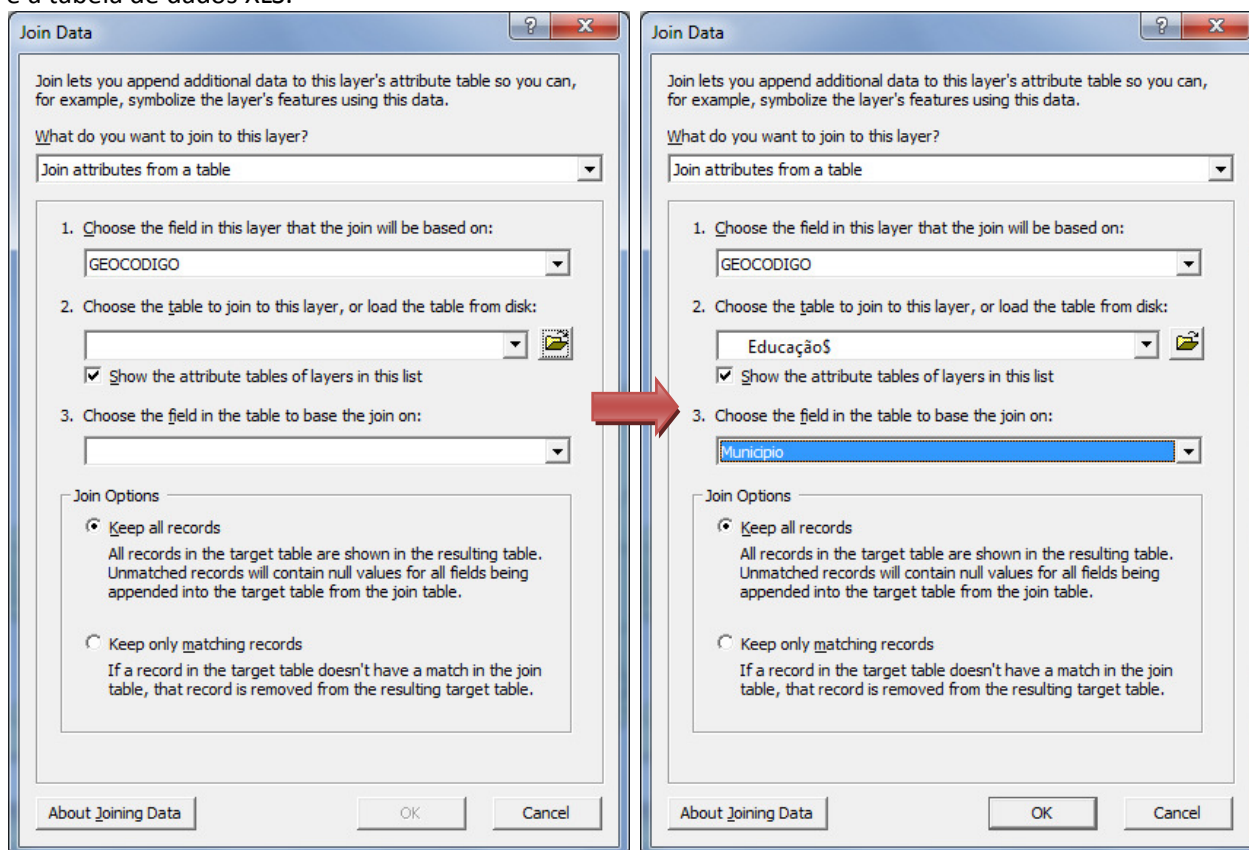 e a tabela de dados XLS.
Join Data
Join lets you append additional data to this layer's attribute table so you can,
for example, symbolize the layer's features using this data.
What do you want to join to this layer?
Join attributes from a table
1. Choose the field in this layer that the join will be based on:
GEOCODIGO
2. Choose the table to join to this layer, or load the table from disk:
Show the attribute tables of layers in this list
3. Choose the field in the table to base the join on:
Join Options
Keep all records
All records in the target table are shown in the resulting table.
Unmatched records will contain null values for all fields being
appended into the target table from the join table.
Keep only matching records
If a record in the target table doesn't have a match in the join
table, that record is removed from the resulting target table.
About Joining Data
OK
Cancel
Join Data
Join lets you append additional data to this layer's attribute table so you can,
for example, symbolize the layer's features using this data.
What do you want to join to this layer?
Join attributes from a table
1. Choose the field in this layer that the join will be based on:
GEOCODIGO
2. Choose the table to join to this layer, or load the table from disk:
Educação$
Show the attribute tables of layers in this list
3. Choose the field in the table to base the join on:
Municipio
Join Options
Keep all records
All records in the target table are shown in the resulting table.
Unmatched records will contain null values for all fields being
appended into the target table from the join table.
Keep only matching records
If a record in the target table doesn't have a match in the join
table, that record is removed from the resulting target table.
About Joining Data
OK
Cancel